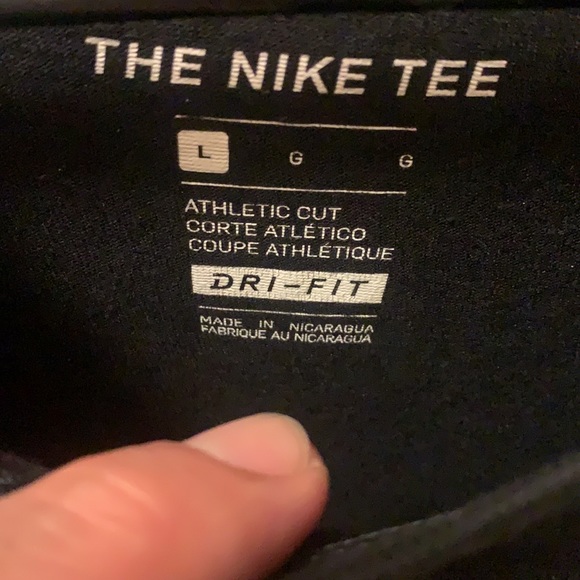 THE NIKE TEE
L G G
ATHLETIC CUT
CORTE ATLÉTICO
COUPE ATHLÉTIQUE
DRI-FIT
MADE IN NICARAGUA
FABRIQUE AU NICARAGUA